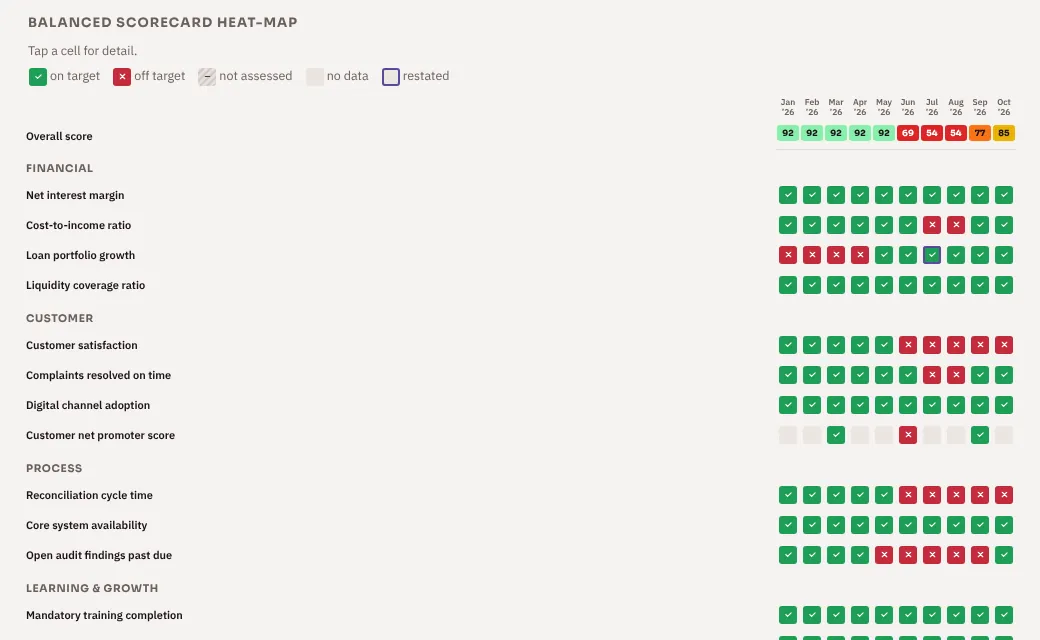 BALANCED SCORECARD HEAT-MAP
Tap a cell for detail.
on target off target not assessed no data restated
Jan '26 Feb '26 Mar '26 Apr '26 May '26 Jun '26 Jul '26 Aug '26 Sep '26 Oct '26
Overall score 92 92 92 92 92 69 54 54 77 85
FINANCIAL
Net interest margin
Cost-to-income ratio
Loan portfolio growth
Liquidity coverage ratio
CUSTOMER
Customer satisfaction
Complaints resolved on time
Digital channel adoption
Customer net promoter score
PROCESS
Reconciliation cycle time
Core system availability
Open audit findings past due
LEARNING & GROWTH
Mandatory training completion